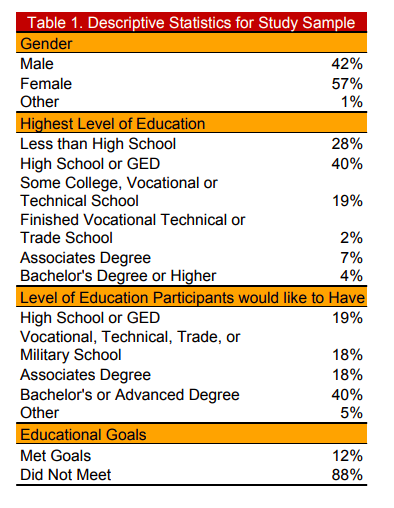 Table 1. Descriptive Statistics for Study Sample
Gender
Male 42%
Female 57%
Other 1%
Highest Level of Education
Less than High School 28%
High School or GED 40%
Some College, Vocational or
Technical School 19%
Finished Vocational Technical or
Trade School 2%
Associates Degree 7%
Bachelor's Degree or Higher 4%
Level of Education Participants would like to Have
High School or GED 19%
Vocational, Technical, Trade, or
Military School 18%
Associates Degree 18%
Bachelor's or Advanced Degree 40%
Other 5%
Educational Goals
Met Goals 12%
Did Not Meet 88%